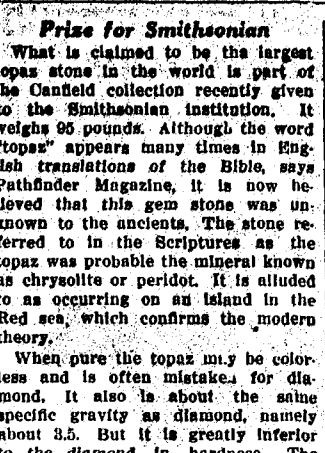 Prize for Smithsonian
What is claimed to be the largest
topaz stone in the world is part of
the Canfield collection recently given
to the Smithsonian institution. It
weighs 95 pounds. Although the word
"topaz" appears many times in Eng-
lish translations of the Bible, says
Pathfinder Magazine, it is now be-
lieved that this gem stone was un-
known to the ancients. The stone re-
ferred to in the Scriptures as the
topaz was probable the mineral known
as chrysolite or peridot. It is alluded
to as occurring on an island in the
Red sea, which confirms the modern
theory.
When pure the topaz may be color-
less and is often mistaken for dia-
mond. It also is about the same
specific gravity as diamond, namely
about 3.5. But it is greatly inferior
to the diamond in hardness. The